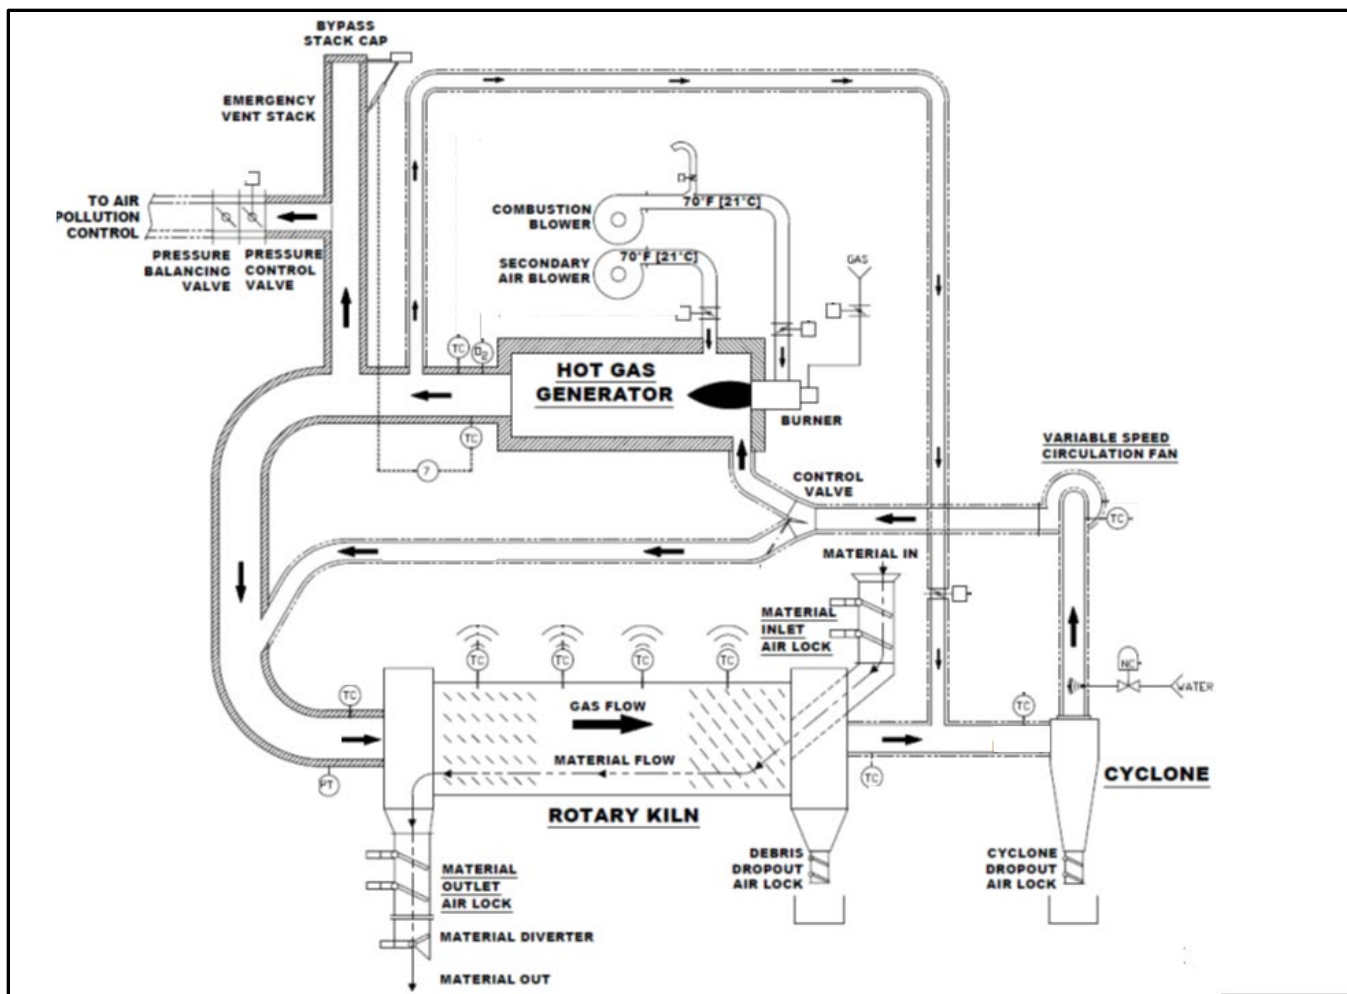 BYPASS
STACK CAP
EMERGENCY
VENT STACK
TO AIR
POLLUTION
CONTROL
PRESSURE
BALANCING
VALVE
PRESSURE
CONTROL
VALVE
COMBUSTION
BLOWER
70°F [21°C]
SECONDARY
AIR BLOWER
70°F [21°C]
GAS
TC
O2
HOT GAS
GENERATOR
BURNER
TC
7
CONTROL
VALVE
VARIABLE SPEED
CIRCULATION FAN
TC
MATERIAL IN
MATERIAL
INLET
AIR LOCK
TC
TC
TC
TC
NC
WATER
TC
GAS FLOW
TC
MATERIAL FLOW
PT
TC
CYCLONE
ROTARY KILN
MATERIAL
OUTLET
AIR LOCK
DEBRIS
DROPOUT
AIR LOCK
CYCLONE
DROPOUT
AIR LOCK
MATERIAL DIVERTER
MATERIAL OUT